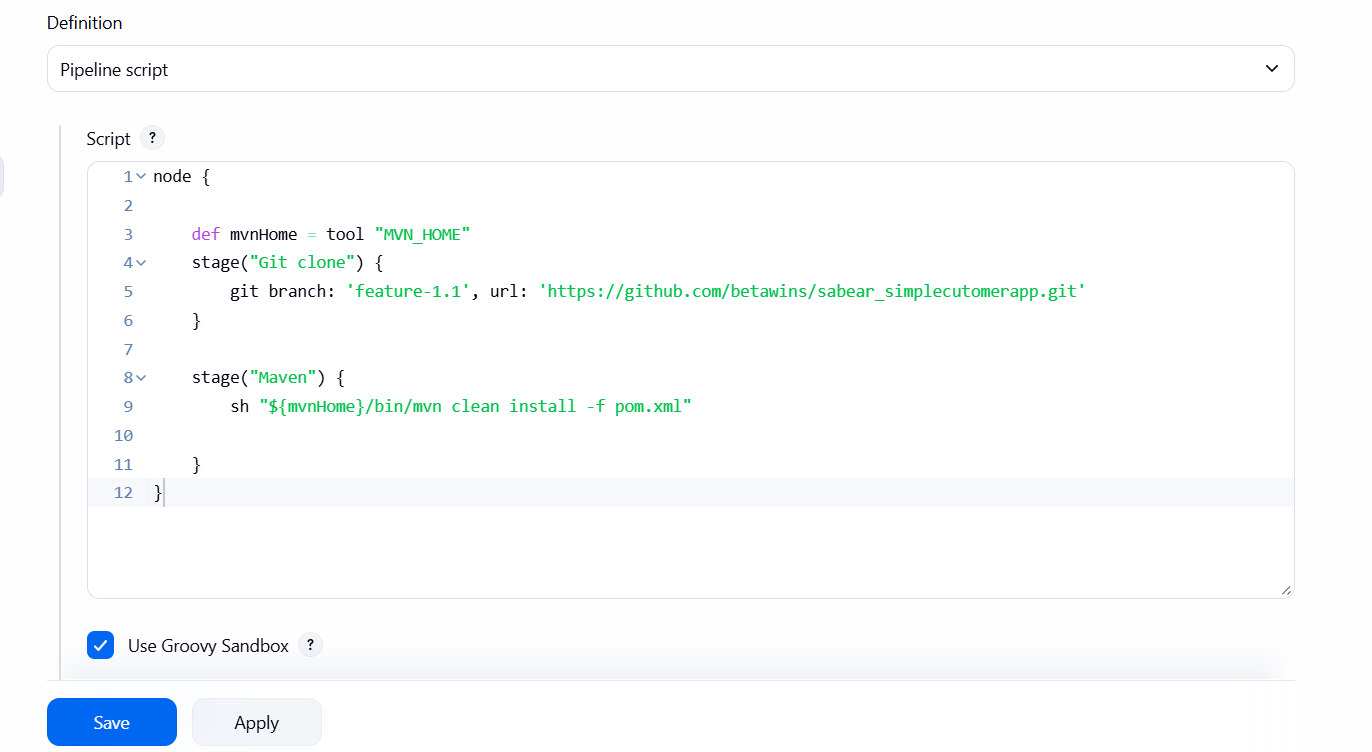 Definition
Pipeline script
Script ?
1 node {
2
3 def mvnHome = tool "MVN_HOME"
4 stage("Git clone") {
5 git branch: 'feature-1.1', url: 'https://github.com/betawins/sabear_simplecutomerapp.git'
6 }
7
8 stage("Maven") {
9 sh "${mvnHome}/bin/mvn clean install -f pom.xml"
10
11 }
12 }
Use Groovy Sandbox ?
Save Apply